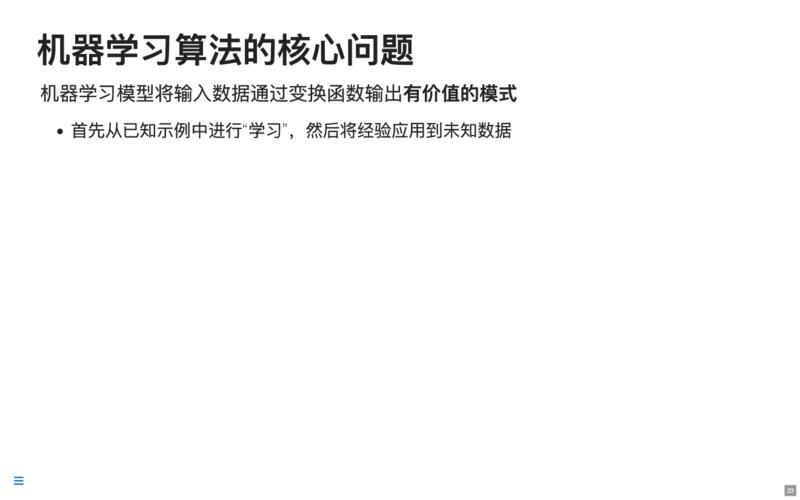 机器学习算法的核心问题
机器学习模型将输入数据通过变换函数输出有价值的模式
• 首先从已知示例中进行“学习”，然后将经验应用到未知数据
23